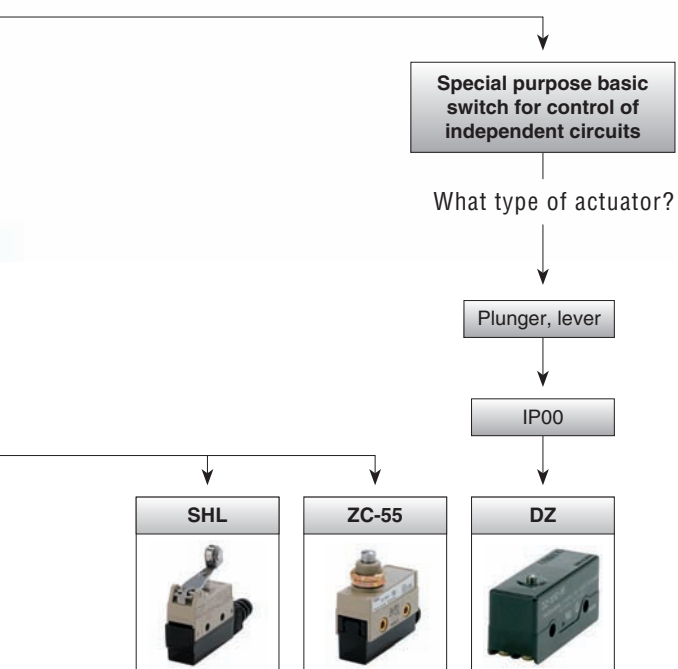 Special purpose basic
switch for control of
independent circuits
What type of actuator?
Plunger, lever
IP00
SHL
ZC-55
DZ